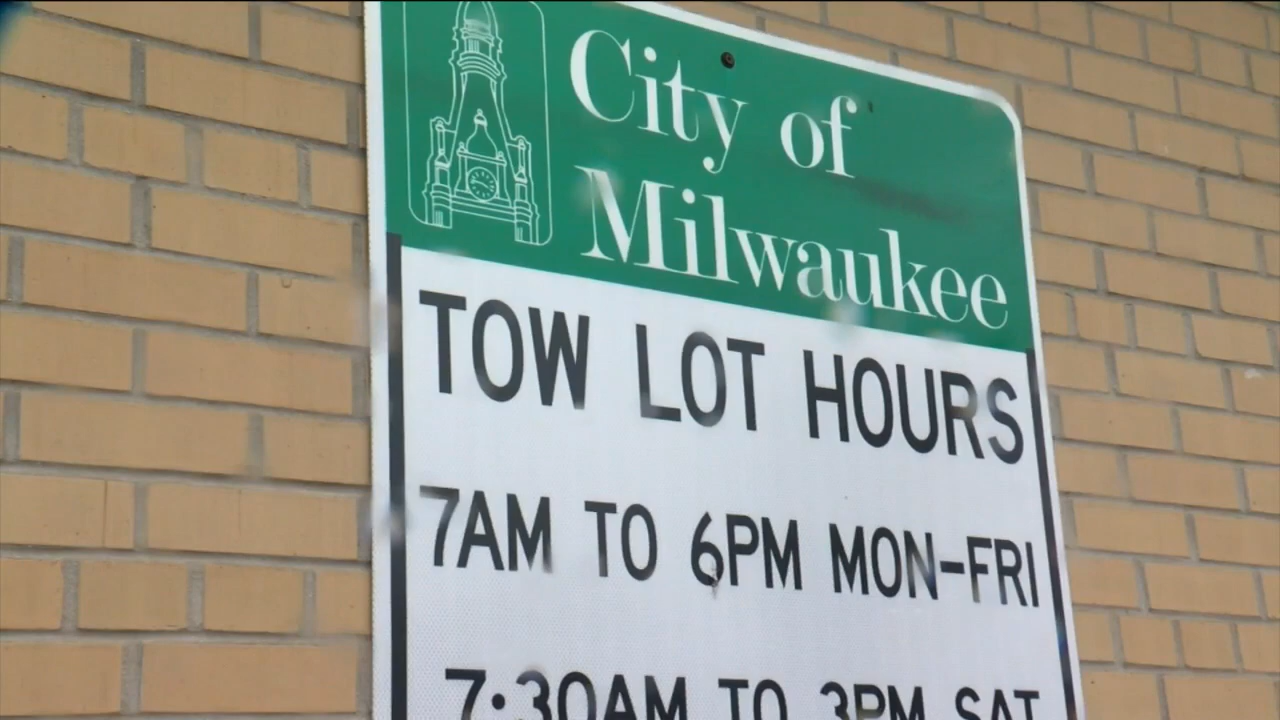 City of
Milwaukee
TOW LOT HOURS
7AM TO 6PM MON-FRI
7:30AM TO 3PM SAT